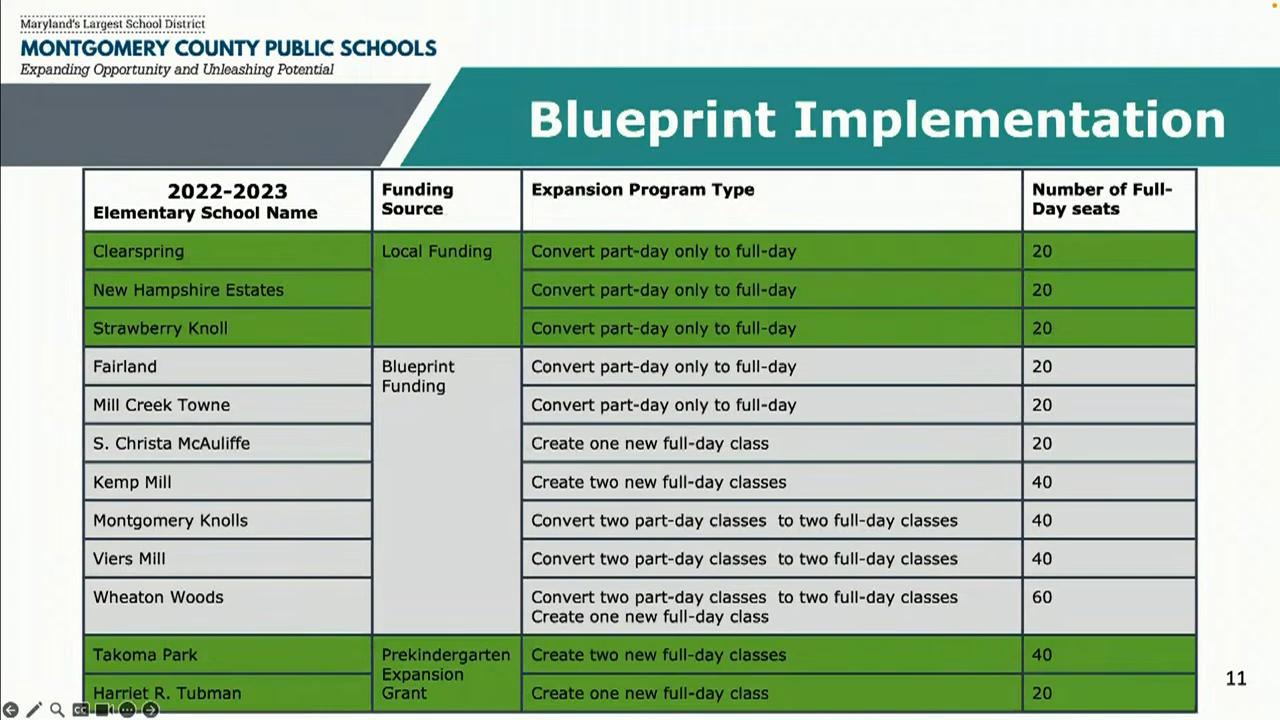 Maryland's Largest School District
MONTGOMERY COUNTY PUBLIC SCHOOLS
Expanding Opportunity and Unleashing Potential
Blueprint Implementation
2022-2023
Elementary School Name
Funding
Source
Expansion Program Type
Number of Full-
Day seats
Clearspring
Local Funding
Convert part-day only to full-day
20
New Hampshire Estates
Convert part-day only to full-day
20
Strawberry Knoll
Convert part-day only to full-day
20
Fairland
Blueprint
Funding
Convert part-day only to full-day
20
Mill Creek Towne
Convert part-day only to full-day
20
S. Christa McAuliffe
Create one new full-day class
20
Kemp Mill
Create two new full-day classes
40
Montgomery Knolls
Convert two part-day classes  to two full-day classes
40
Viers Mill
Convert two part-day classes  to two full-day classes
40
Wheaton Woods
Convert two part-day classes  to two full-day classes
Create one new full-day class
60
Takoma Park
Prekindergarten
Expansion
Grant
Create two new full-day classes
40
Harriet R. Tubman
Create one new full-day class
20
11
CC